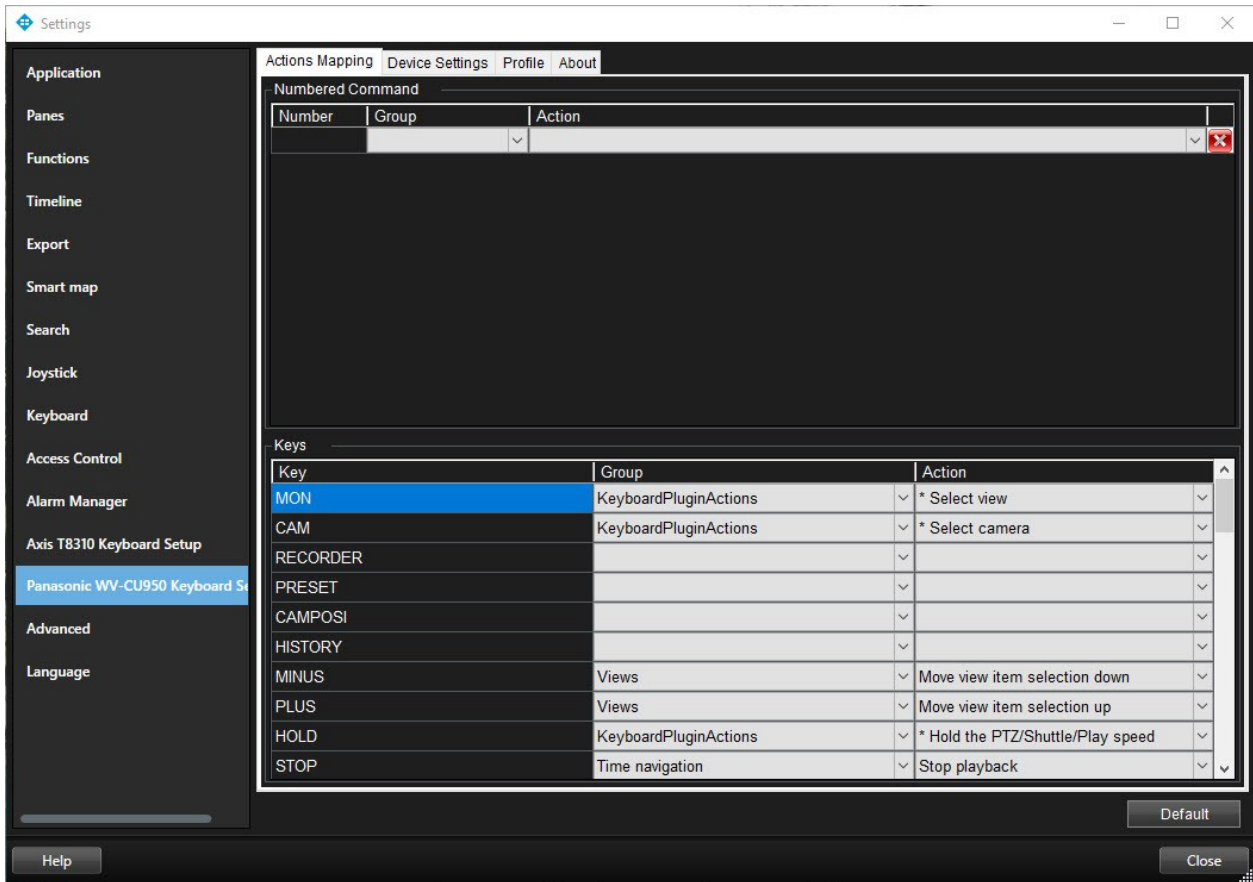 Settings
Application
Panes
Functions
Timeline
Export
Smart map
Search
Joystick
Keyboard
Access Control
Alarm Manager
Axis T8310 Keyboard Setup
Panasonic WV-CU950 Keyboard Se
Advanced
Language
Actions Mapping Device Settings Profile About
Numbered Command
Number Group Action
Keys
Key Group Action
MON KeyboardPluginActions * Select view
CAM KeyboardPluginActions * Select camera
RECORDER
PRESET
CAMPOSI
HISTORY
MINUS Views Move view item selection down
PLUS Views Move view item selection up
HOLD KeyboardPluginActions * Hold the PTZ/Shuttle/Play speed
STOP Time navigation Stop playback
Default
Help Close